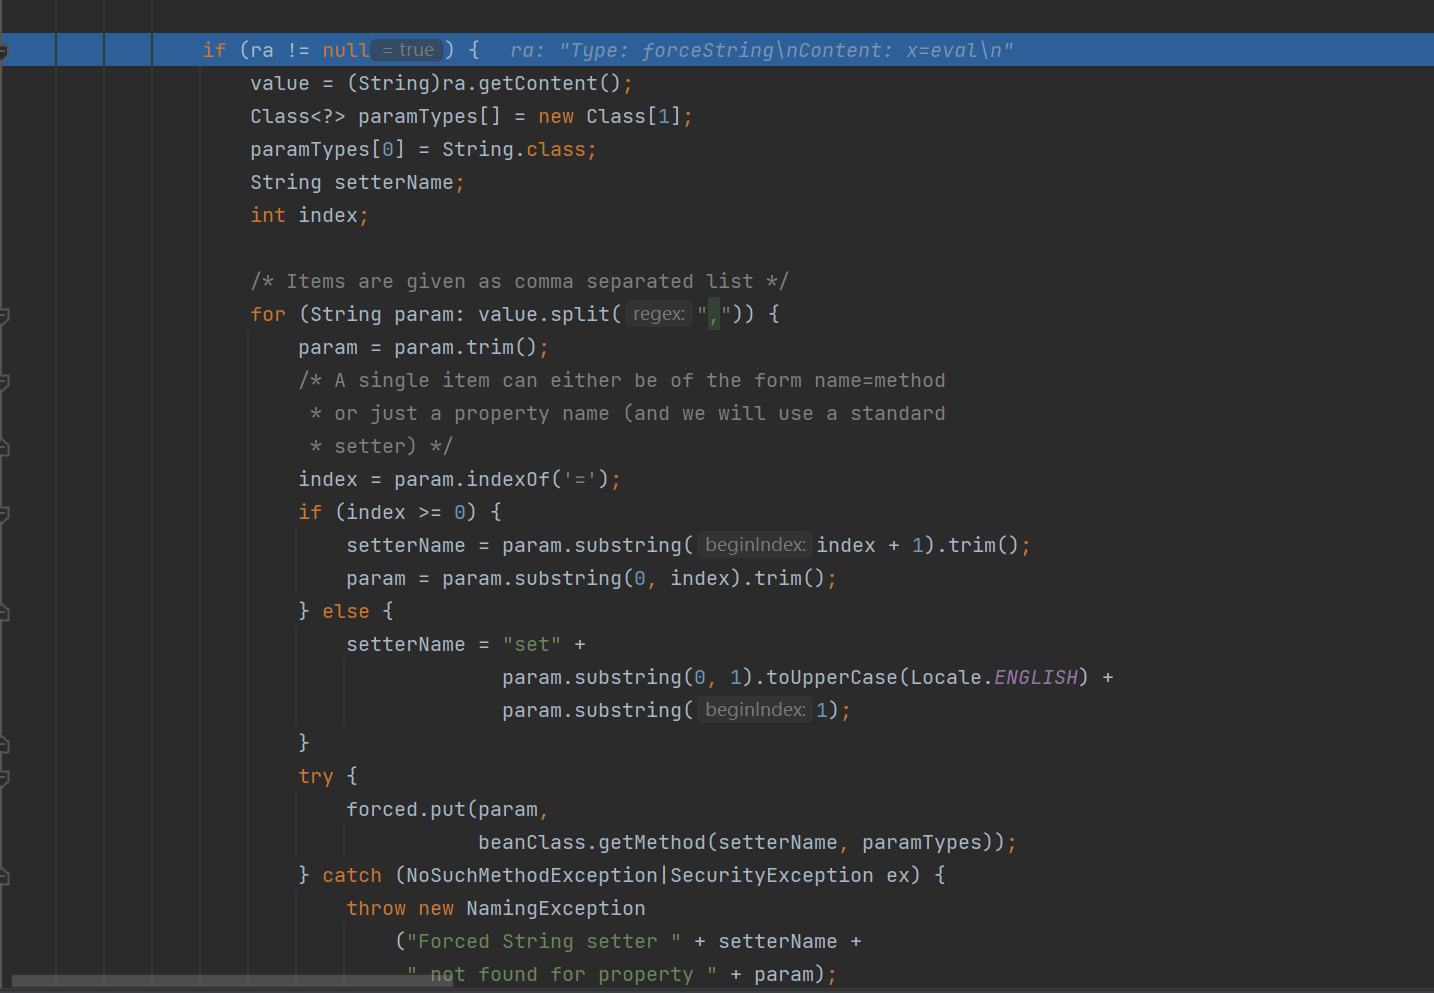 if (ra != null = true ) {   ra: "Type: forceString\nContent: x=eval\n"
value = (String)ra.getContent();
Class<?> paramTypes[] = new Class[1];
paramTypes[0] = String.class;
String setterName;
int index;
/* Items are given as comma separated list */
for (String param: value.split( regex: ",")) {
param = param.trim();
/* A single item can either be of the form name=method
* or just a property name (and we will use a standard
* setter) */
index = param.indexOf('=');
if (index >= 0) {
setterName = param.substring( beginIndex: index + 1).trim();
param = param.substring(0, index).trim();
} else {
setterName = "set" +
param.substring(0, 1).toUpperCase(Locale.ENGLISH) +
param.substring( beginIndex: 1);
}
try {
forced.put(param,
beanClass.getMethod(setterName, paramTypes));
} catch (NoSuchMethodException|SecurityException ex) {
throw new NamingException
("Forced String setter " + setterName +
" not found for property " + param);